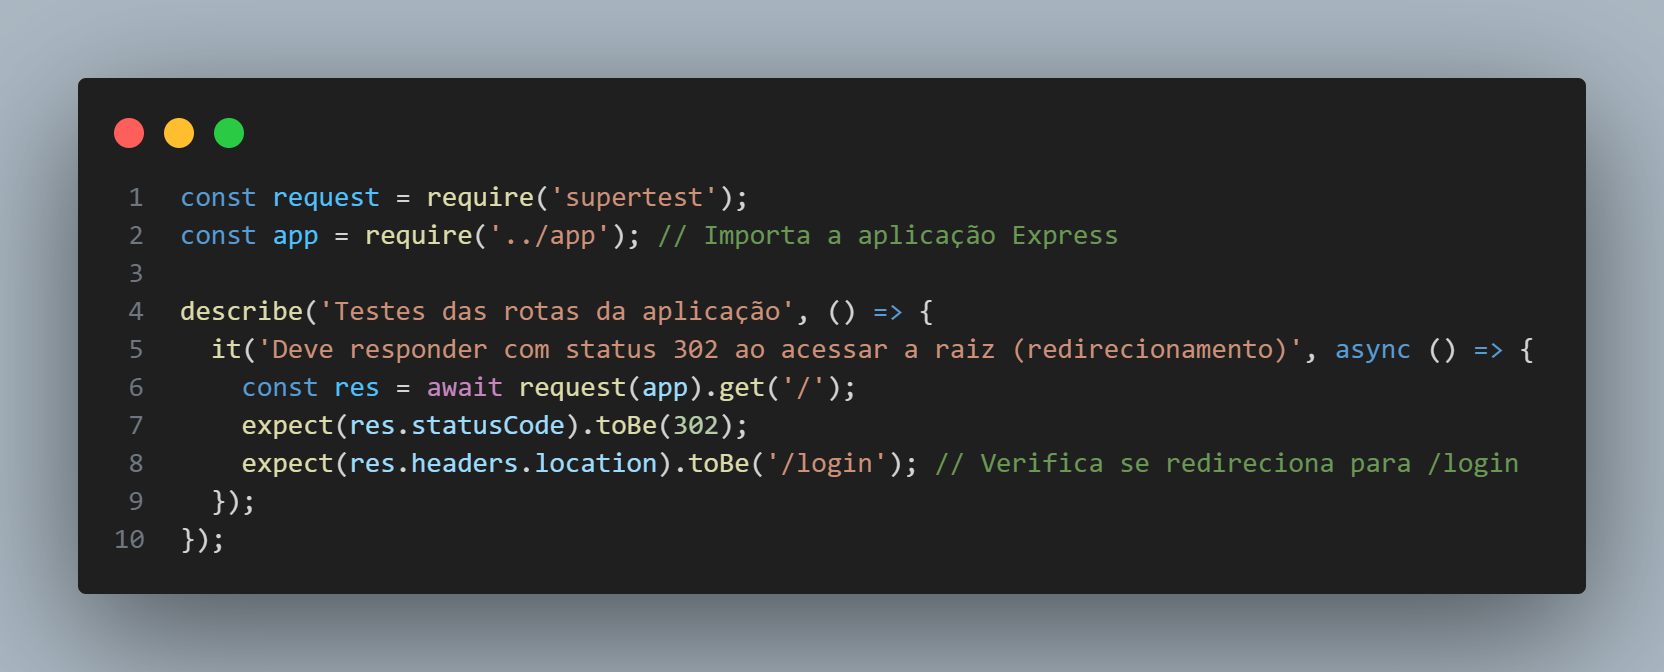 1 const request = require('supertest');
2 const app = require('../app'); // Importa a aplicação Express
3
4 describe('Testes das rotas da aplicação', () => {
5   it('Deve responder com status 302 ao acessar a raiz (redirecionamento)', async () => {
6     const res = await request(app).get('/');
7     expect(res.statusCode).toBe(302);
8     expect(res.headers.location).toBe('/login'); // Verifica se redireciona para /login
9   });
10 });